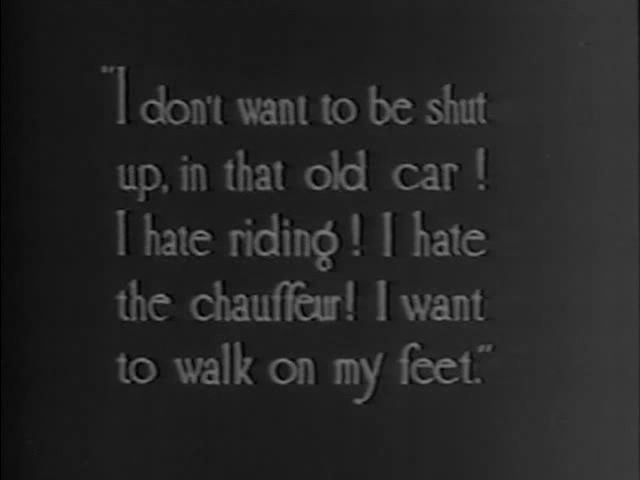 "I don't want to be shut
up, in that old car!
I hate riding! I hate
the chauffeur! I want
to walk on my feet."